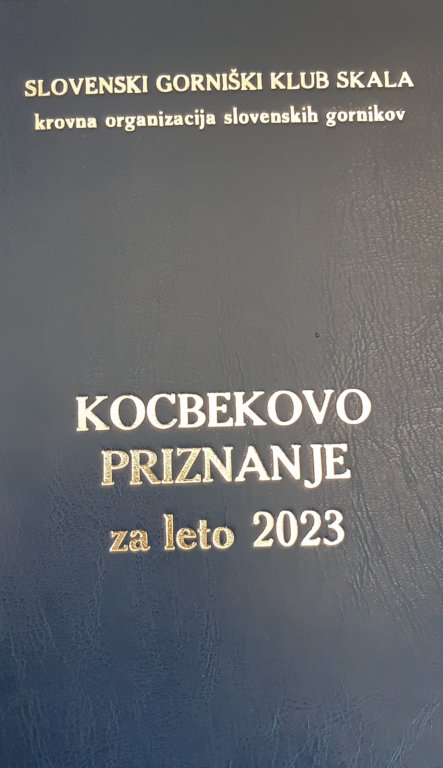 SLOVENSKI GORNIŠKI KLUB SKALA
krovna organizacija slovenskih gornikov
KOCBEKOVO
PRIZNANJE
za leto 2023